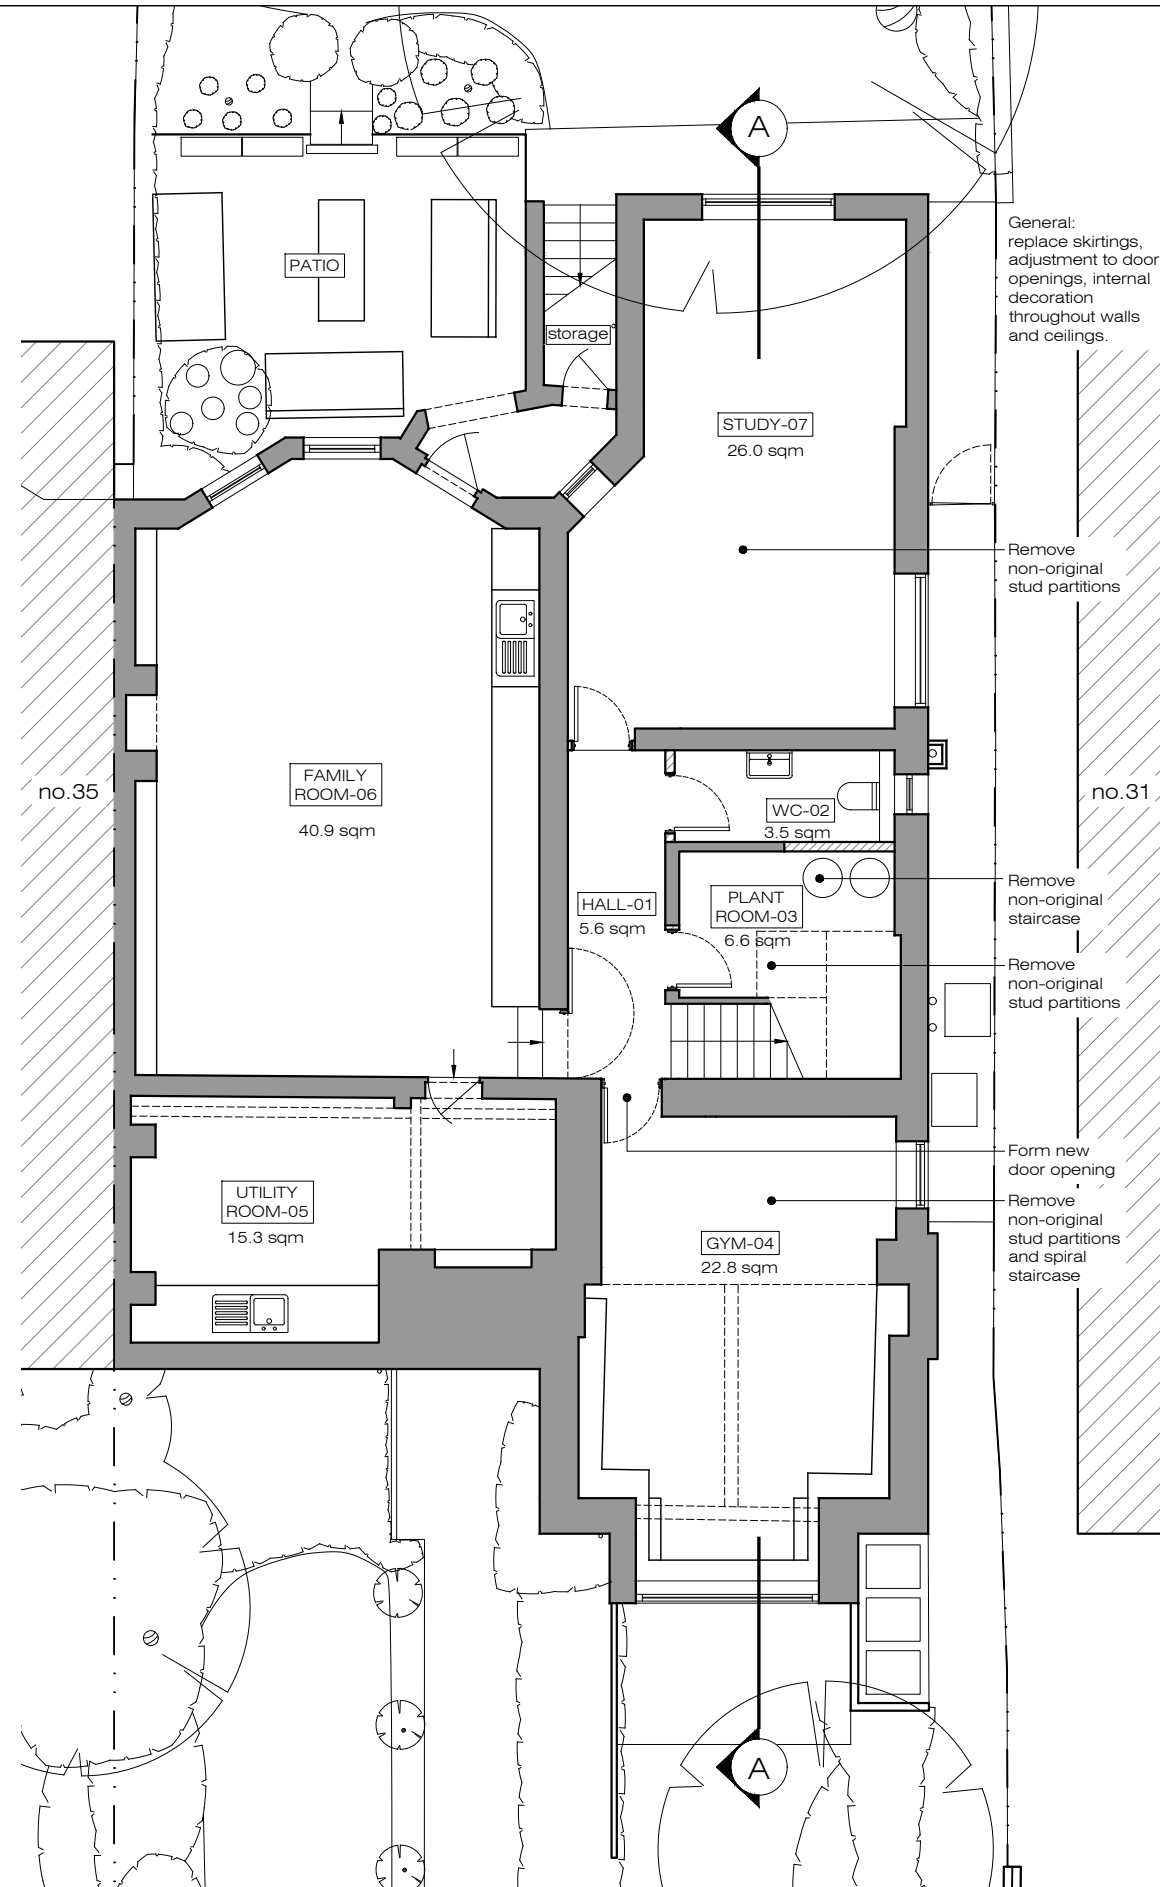 A
General:
replace skirtings,
adjustment to door
openings, internal
decoration
throughout walls
and ceilings.
PATIO
storage
STUDY-07
26.0 sqm
Remove
non-original
stud partitions
no.35
FAMILY
ROOM-06
40.9 sqm
WC-02
3.5 sqm
no.31
HALL-01
5.6 sqm
PLANT
ROOM-03
6.6 sqm
Remove
non-original
staircase
Remove
non-original
stud partitions
Form new
door opening
UTILITY
ROOM-05
15.3 sqm
GYM-04
22.8 sqm
Remove
non-original
stud partitions
and spiral
staircase
A